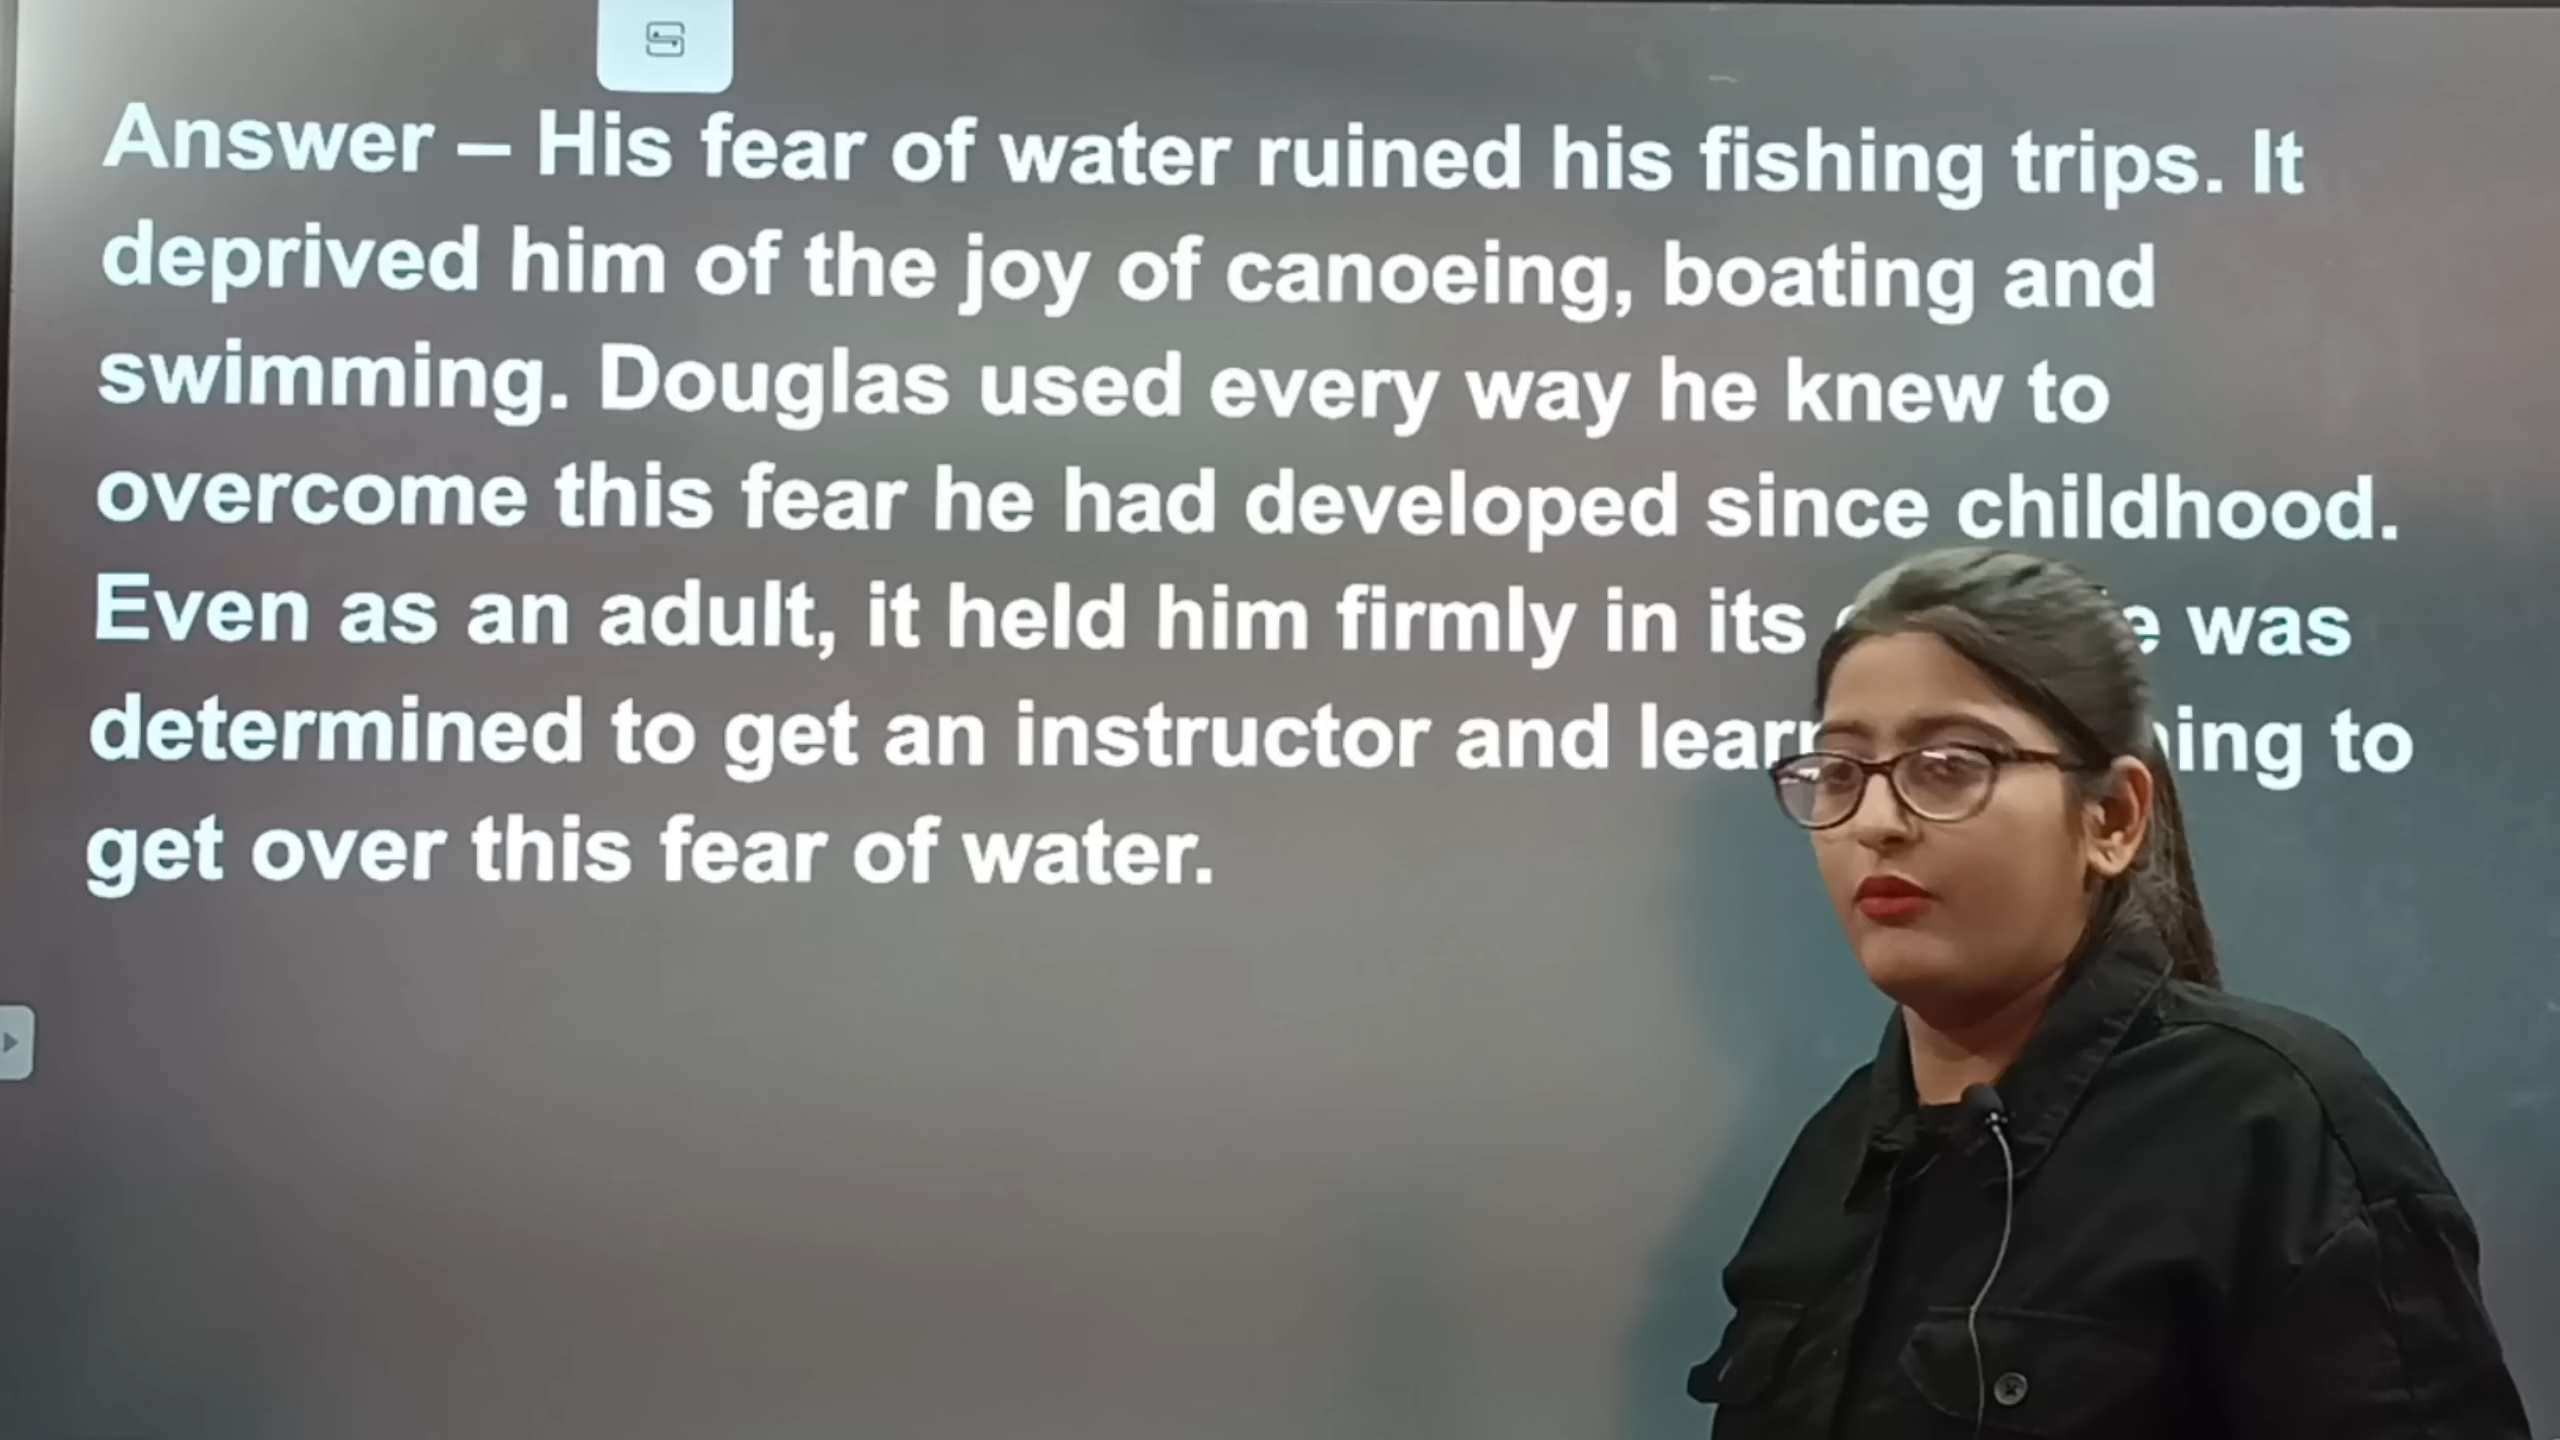 Answer – His fear of water ruined his fishing trips. It
deprived him of the joy of canoeing, boating and
swimming. Douglas used every way he knew to
overcome this fear he had developed since childhood.
Even as an adult, it held him firmly in its was
determined to get an instructor and to
get over this fear of water.